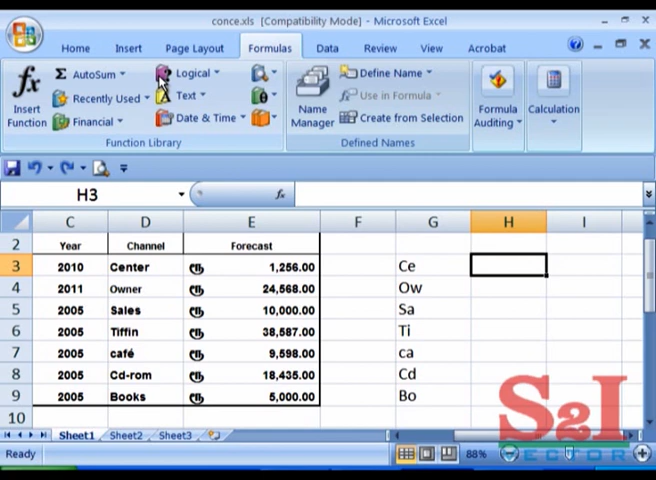 conce.xls [Compatibility Mode] - Microsoft Excel
Home Insert Page Layout Formulas Data Review View Acrobat
fx Σ AutoSum Logical Define Name
Insert Function Recently Used Text Name Manager Use in Formula Formula Auditing Calculation
Financial Date & Time Create from Selection
Function Library Defined Names
H3 fx
C D E F G H I
2 Year Channel Forecast
3 2010 Center 1,256.00 Ce
4 2011 Owner 24,568.00 Ow
5 2005 Sales 10,000.00 Sa
6 2005 Tiffin 38,587.00 Ti
7 2005 café 9,598.00 ca
8 2005 Cd-rom 18,435.00 Cd
9 2005 Books 5,000.00 Bo
10
S2I
Sheet1 Sheet2 Sheet3
Ready 88%
ECTOR